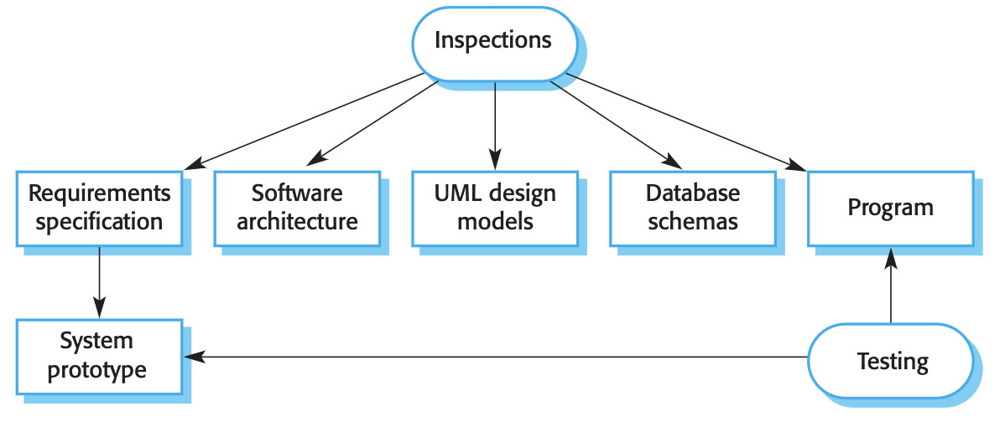 Inspections
Requirements
specification
Software
architecture
UML design
models
Database
schemas
Program
System
prototype
Testing